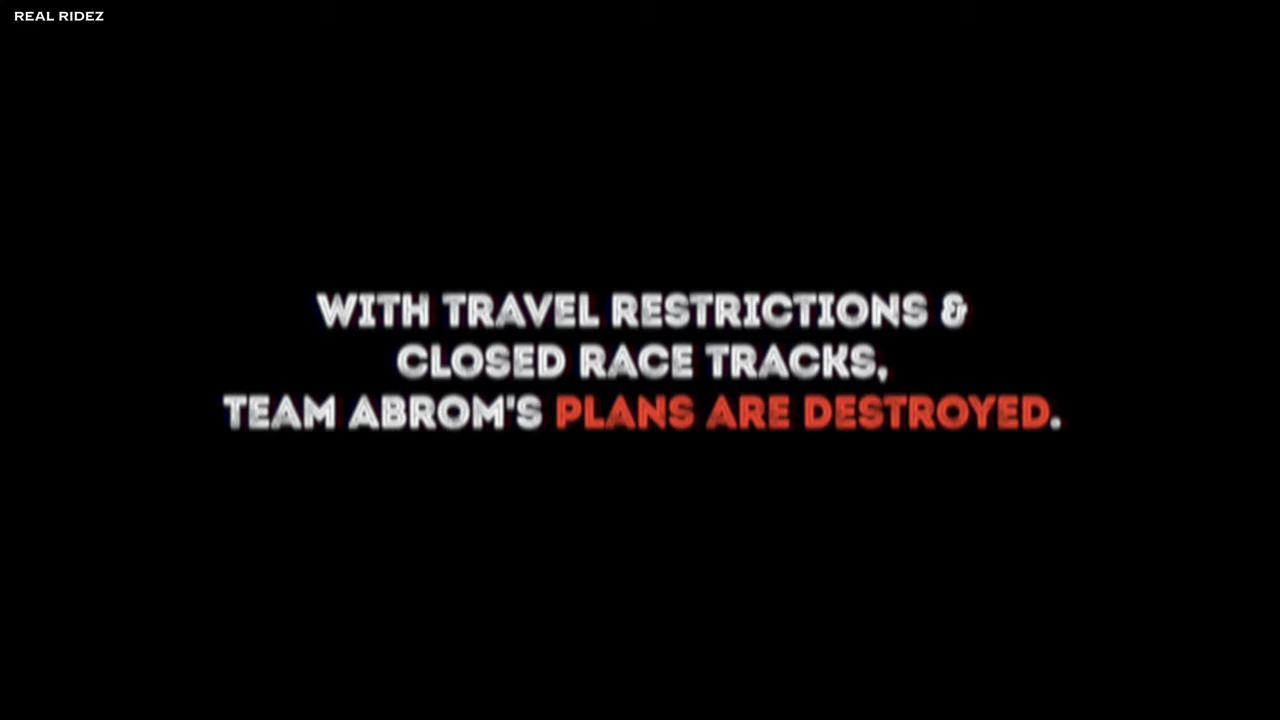 REAL RIDEZ
WITH TRAVEL RESTRICTIONS &
CLOSED RACE TRACKS,
TEAM ABROM'S PLANS ARE DESTROYED.